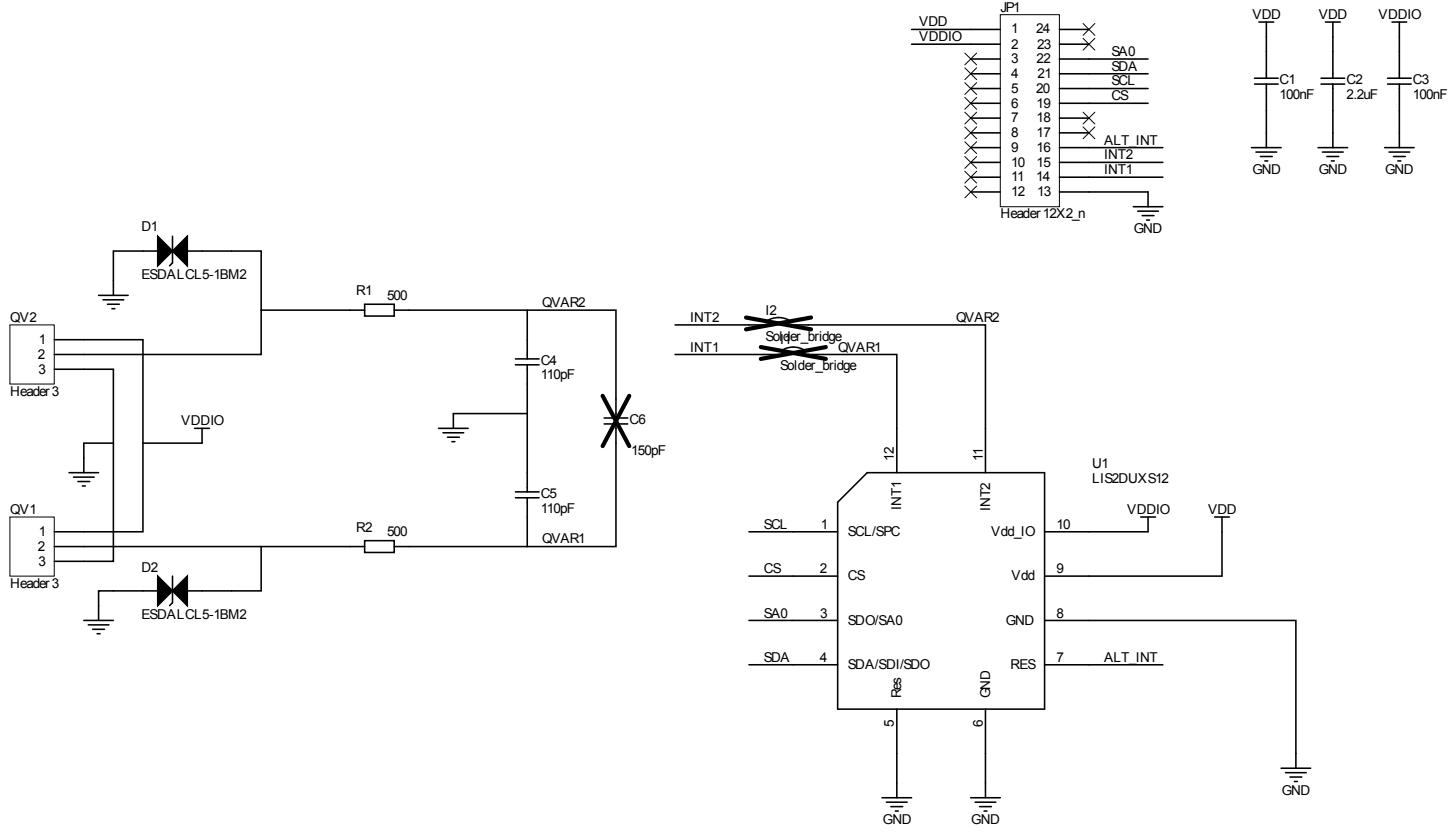 JP1
VDD 1 24
VDDIO 2 23
3 22 SA0
4 21 SDA
5 20 SCL
6 19 CS
7 18
8 17
9 16 ALT_INT
10 15 INT2
11 14 INT1
12 13
Header 12X2_n
GND
VDD VDD VDDIO
C1 C2 C3
100nF 2.2uF 100nF
GND GND GND
D1
ESDALCL5-1BM2
R1 500
QVAR2
QV2
1
2
3
Header 3
C4
110pF
VDDIO
C6
150pF
QV1
1
2
3
Header 3
C5
110pF
R2 500
QVAR1
D2
ESDALCL5-1BM2
INT2 I2 QVAR2
Solder_bridge
INT1 QVAR1
Solder_bridge
12 11
INT1 INT2
U1
LIS2DUXS12
VDDIO VDD
SCL 1 SCL/SPC Vdd_IO 10
CS 2 CS Vdd 9
SA0 3 SDO/SA0 GND 8
SDA 4 SDA/SDI/SDO RES 7 ALT_INT
Res GND
5 6
GND GND
GND